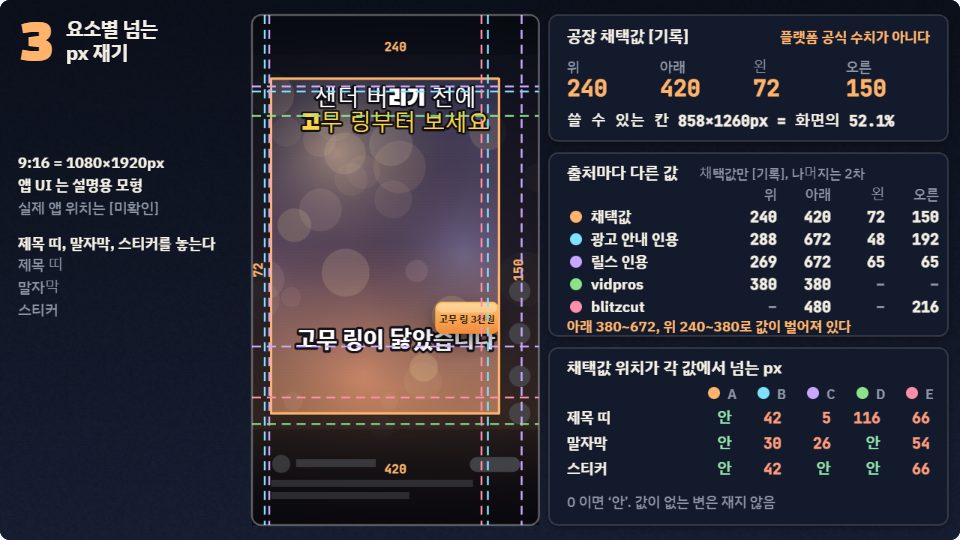 3 요소별 넘는
px 재기
9:16 = 1080×1920px
앱 UI 는 설명용 모형
실제 앱 위치는 [미확인]
제목 띠, 말자막, 스티커를 놓는다
제목 띠
말자막
스티커
240
센터 버리기 전에
고무 링부터 보세요
72
150
고무 링 3천원
고무 링이 닳았습니다
420
공장 채택값 [기록]
플랫폼 공식 수치가 아니다
위 아래 왼 오른
240 420 72 150
쓸 수 있는 칸 858×1260px = 화면의 52.1%
출처마다 다른 값 채택값만 [기록], 나머지는 2차
위 아래 왼 오른
채택값 240 420 72 150
광고 안내 인용 288 672 48 192
릴스 인용 269 672 65 65
vidpros 380 380 – –
blitzcut – 480 – 216
아래 380~672, 위 240~380로 값이 벌어져 있다
채택값 위치가 각 값에서 넘는 px
A B C D E
제목 띠 안 42 5 116 66
말자막 안 30 26 안 54
스티커 안 42 안 안 66
0 이면 ‘안’. 값이 없는 변은 재지 않음